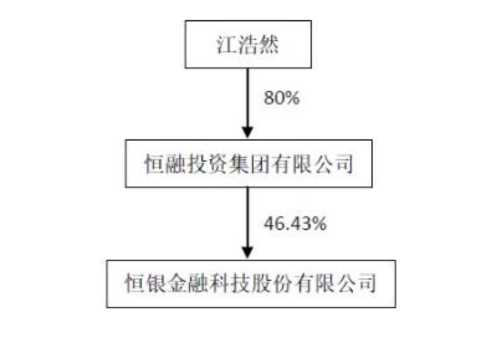 江浩然
80%
恒融投资集团有限公司
46.43%
恒银金融科技股份有限公司